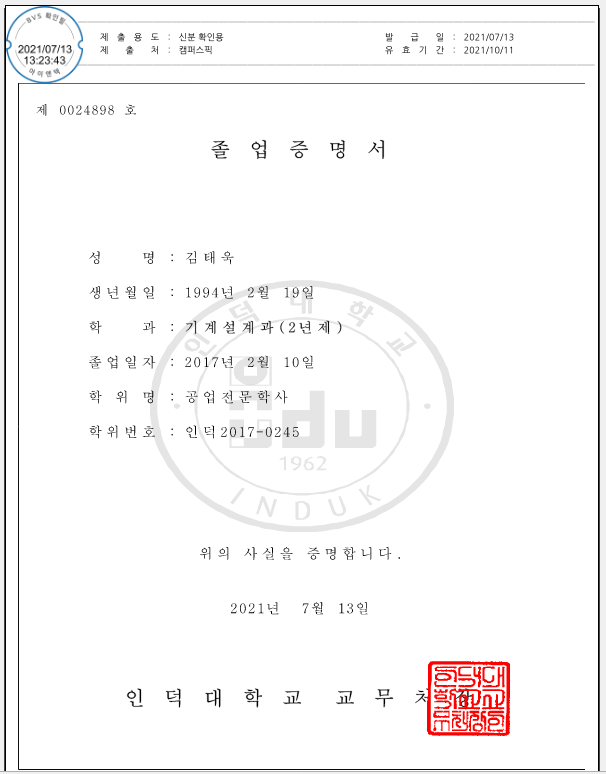 BVS 확인필
2021/07/13
13:23:43
아이앤텍
제 출 용 도 : 신분 확인용
발 급 일 : 2021/07/13
제 출 처 : 캠퍼스픽
유 효 기 간 : 2021/10/11
제 0024898 호
졸 업 증 명 서
성 명 : 김태욱
생년월일 : 1994년 2월 19일
학 과 : 기계설계과(2년제)
졸업일자 : 2017년 2월 10일
학 위 명 : 공업전문학사
학위번호 : 인덕2017-0245
인덕대학교
idu
1962
INDUK
위의 사실을 증명합니다.
2021년 7월 13일
인 덕 대 학 교 교 무 처 장